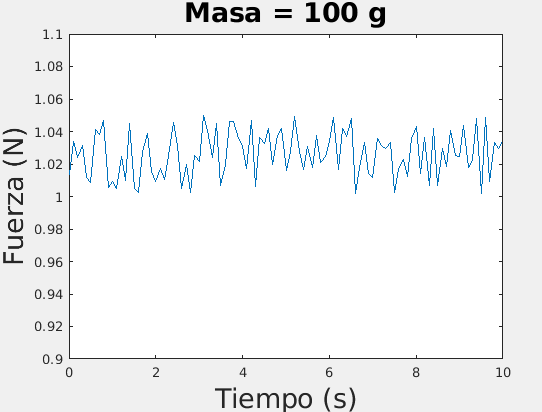 Masa = 100 g
1.1
1.08
1.06
1.04
1.02
1
0.98
0.96
0.94
0.92
0.9
Fuerza (N)
0 2 4 6 8 10
Tiempo (s)